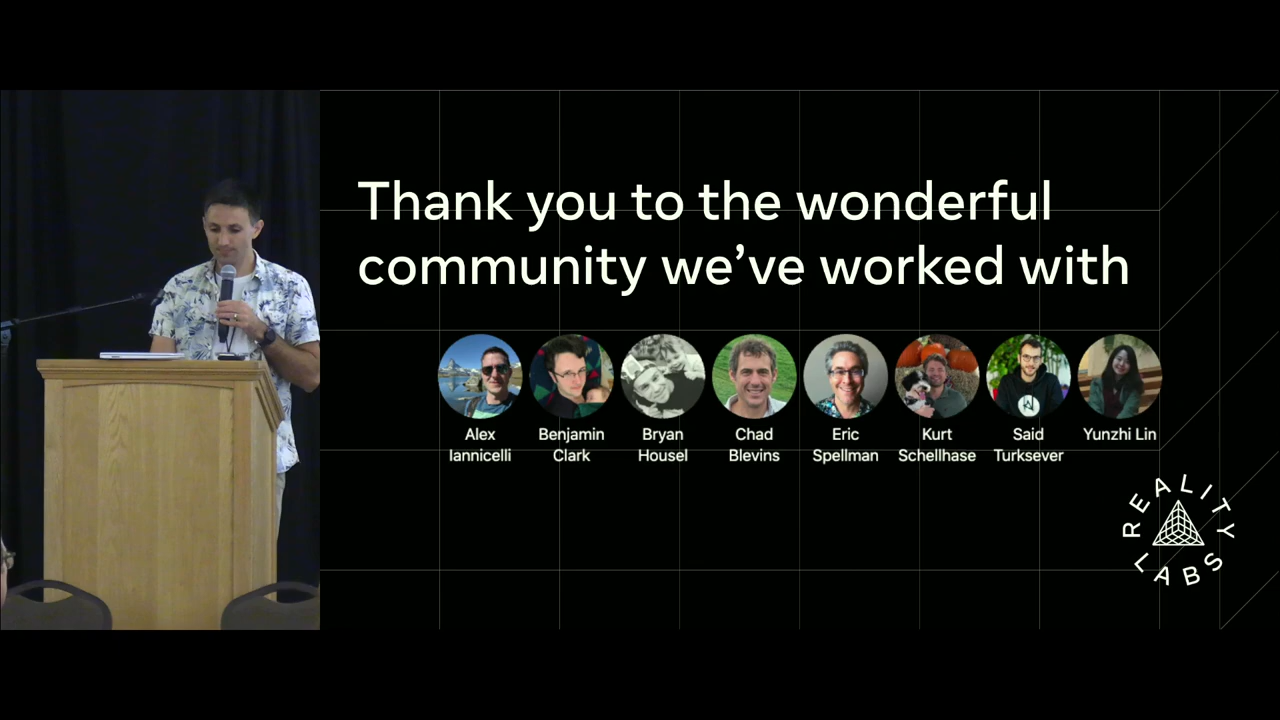 Thank you to the wonderful
community we've worked with
Alex
Iannicelli
Benjamin
Clark
Bryan
Housel
Chad
Blevins
Eric
Spellman
Kurt
Schellhase
Said
Turksever
Yunzhi Lin
REALITY
LABS